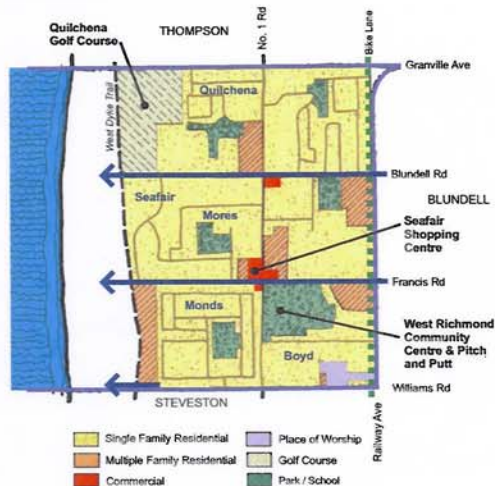 Quilchena
Golf Course
THOMPSON
No. 1 Rd
Bike Lane
Granville Ave
West Dyke Trail
Quilchena
Blundell Rd
Seafair
BLUNDELL
Mores
Seafair
Shopping
Centre
Francis Rd
Monds
West Richmond
Community
Centre & Pitch
and Putt
Boyd
Williams Rd
STEVESTON
Railway Ave
Single Family Residential
Multiple Family Residential
Commercial
Place of Worship
Golf Course
Park / School